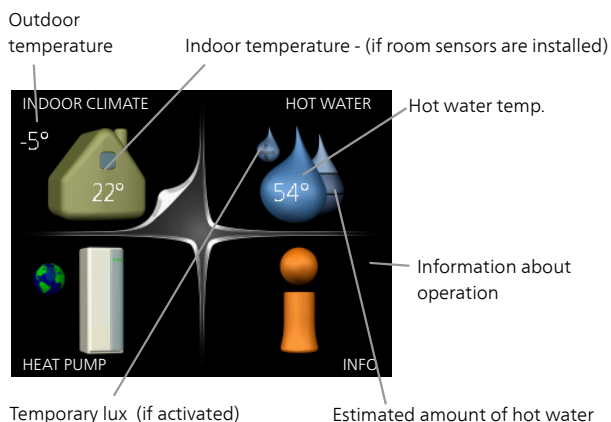 Outdoor
temperature
Indoor temperature - (if room sensors are installed)
INDOOR CLIMATE
HOT WATER
Hot water temp.
-5°
22°
54°
Information about
operation
HEAT PUMP
INFO
Temporary lux (if activated)
Estimated amount of hot water